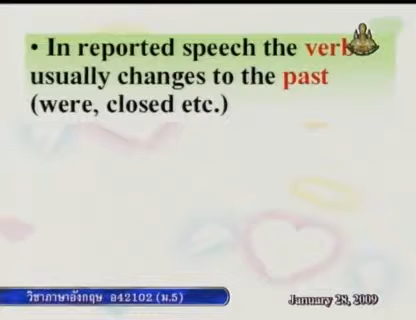 • In reported speech the verb
usually changes to the past
(were, closed etc.)
วิชาภาษาอังกฤษ อ42102 (ม.5)
January 28, 2009